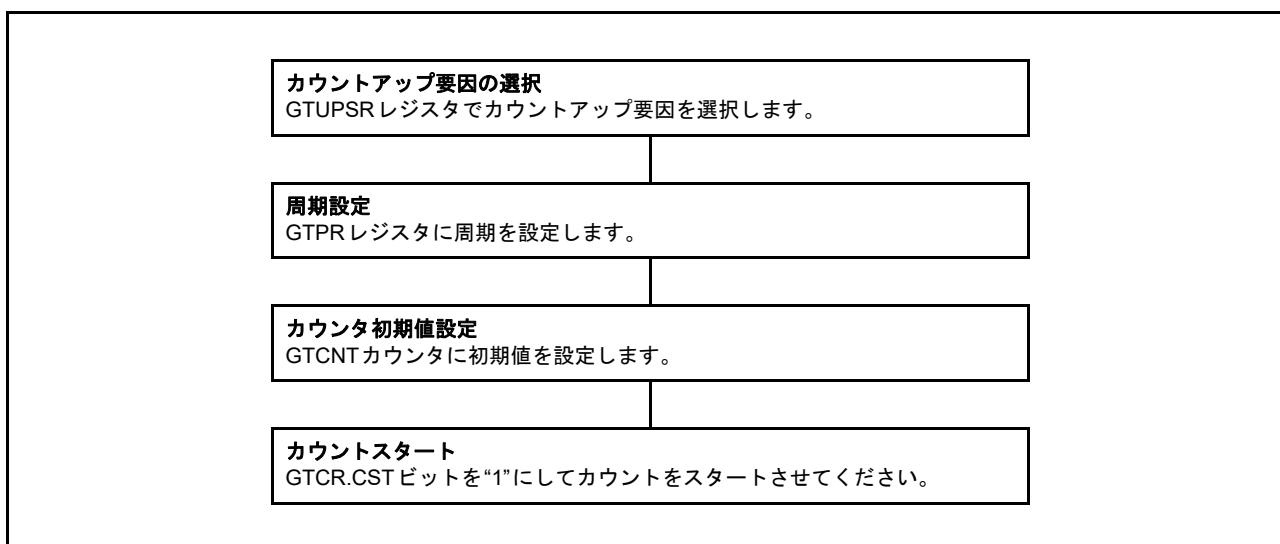 カウントアップ要因の選択
GTUPSRレジスタでカウントアップ要因を選択します。
周期設定
GTPRレジスタに周期を設定します。
カウンタ初期値設定
GTCNTカウンタに初期値を設定します。
カウントスタート
GTCR.CSTビットを“1”にしてカウントをスタートさせてください。